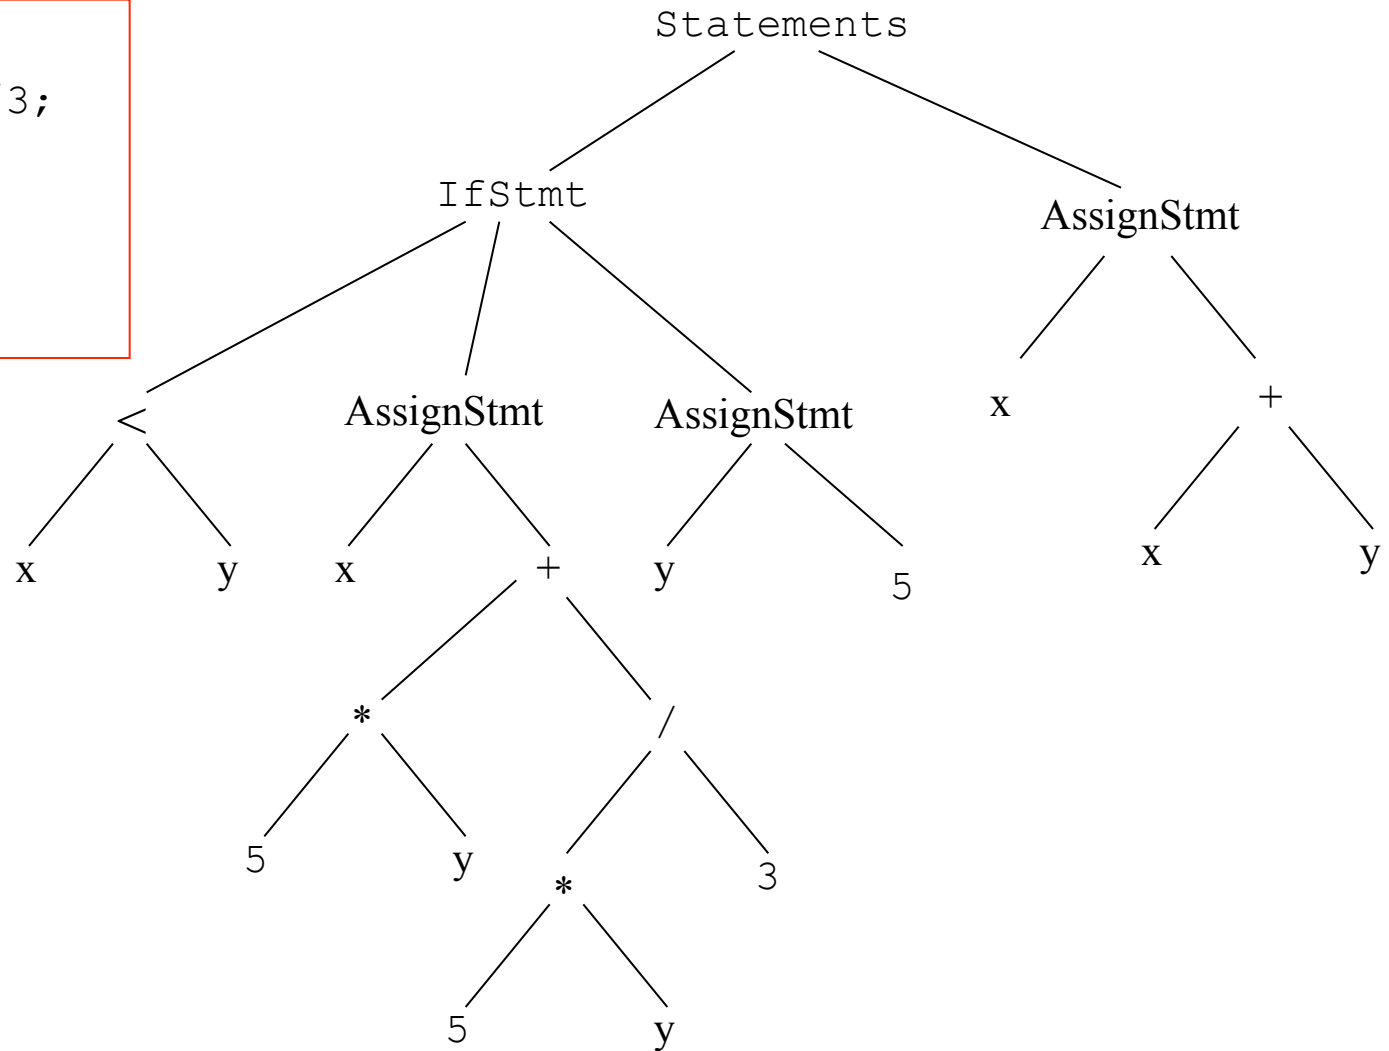 Statements
/3;
IfStmt
AssignStmt
< AssignStmt AssignStmt x +
x y x + y 5 x y
* /
5 y * 3
5 y